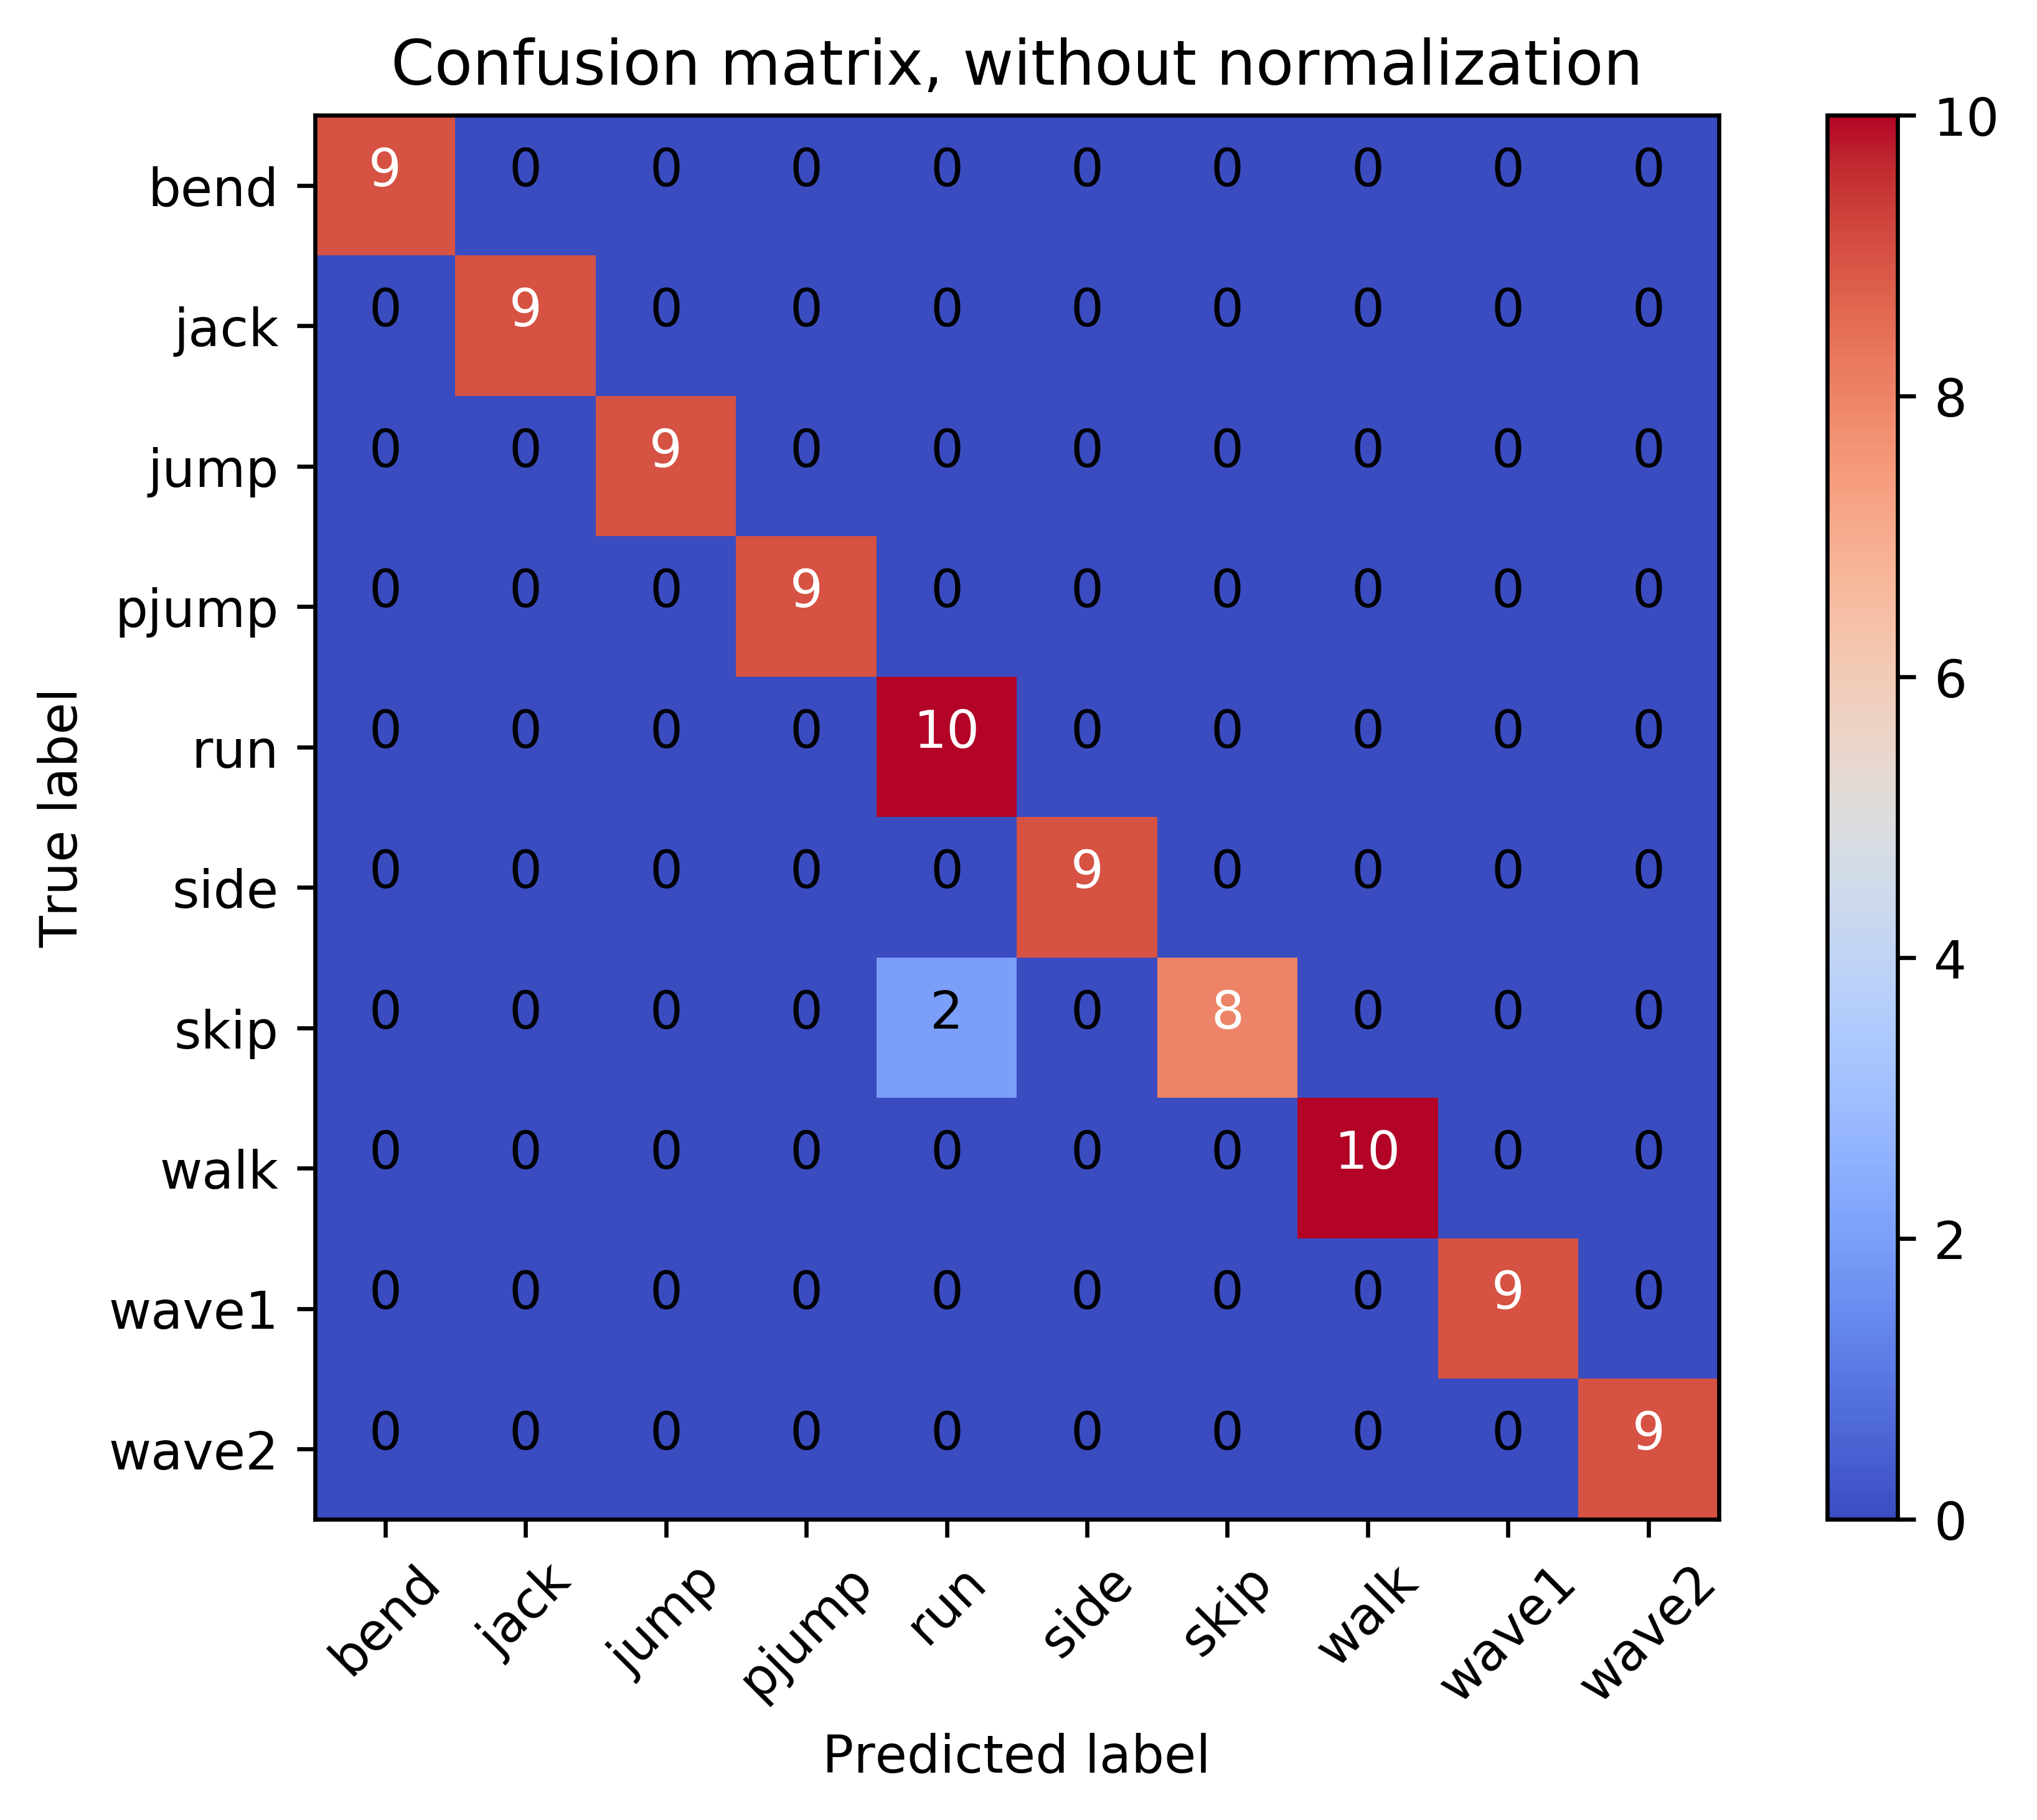 Confusion matrix, without normalization
bend 9 0 0 0 0 0 0 0 0 0
jack 0 9 0 0 0 0 0 0 0 0
jump 0 0 9 0 0 0 0 0 0 0
pjump 0 0 0 9 0 0 0 0 0 0
run 0 0 0 0 10 0 0 0 0 0
side 0 0 0 0 0 9 0 0 0 0
skip 0 0 0 0 2 0 8 0 0 0
walk 0 0 0 0 0 0 0 10 0 0
wave1 0 0 0 0 0 0 0 0 9 0
wave2 0 0 0 0 0 0 0 0 0 9
True label
bend jack jump pjump run side skip walk wave1 wave2
Predicted label
10
8
6
4
2
0